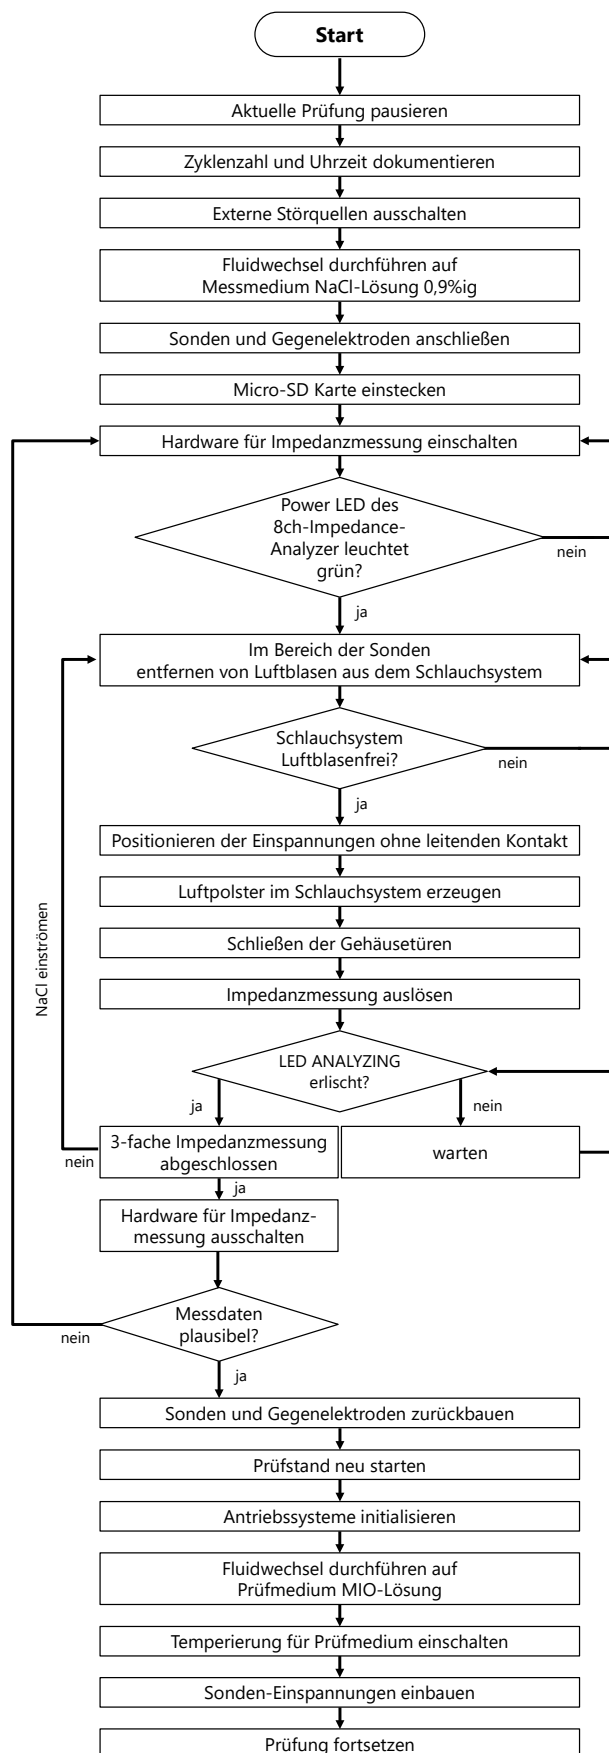 Start
Aktuelle Prüfung pausieren
Zyklenzahl und Uhrzeit dokumentieren
Externe Störquellen ausschalten
Fluidwechsel durchführen auf
Messmedium NaCl-Lösung 0,9%ig
Sonden und Gegenelektroden anschließen
Micro-SD Karte einstecken
Hardware für Impedanzmessung einschalten
Power LED des
8ch-Impedance-
Analyzer leuchtet
grün?
nein
ja
Im Bereich der Sonden
entfernen von Luftblasen aus dem Schlauchsystem
Schlauchsystem
Luftblasenfrei?
nein
ja
Positionieren der Einspannungen ohne leitenden Kontakt
Luftpolster im Schlauchsystem erzeugen
NaCl einströmen
Schließen der Gehäusetüren
Impedanzmessung auslösen
LED ANALYZING
erlischt?
ja
nein
3-fache Impedanzmessung
abgeschlossen
warten
nein
ja
Hardware für Impedanz-
messung ausschalten
Messdaten
plausibel?
nein
ja
Sonden und Gegenelektroden zurückbauen
Prüfstand neu starten
Antriebssysteme initialisieren
Fluidwechsel durchführen auf
Prüfmedium MIO-Lösung
Temperierung für Prüfmedium einschalten
Sonden-Einspannungen einbauen
Prüfung fortsetzen